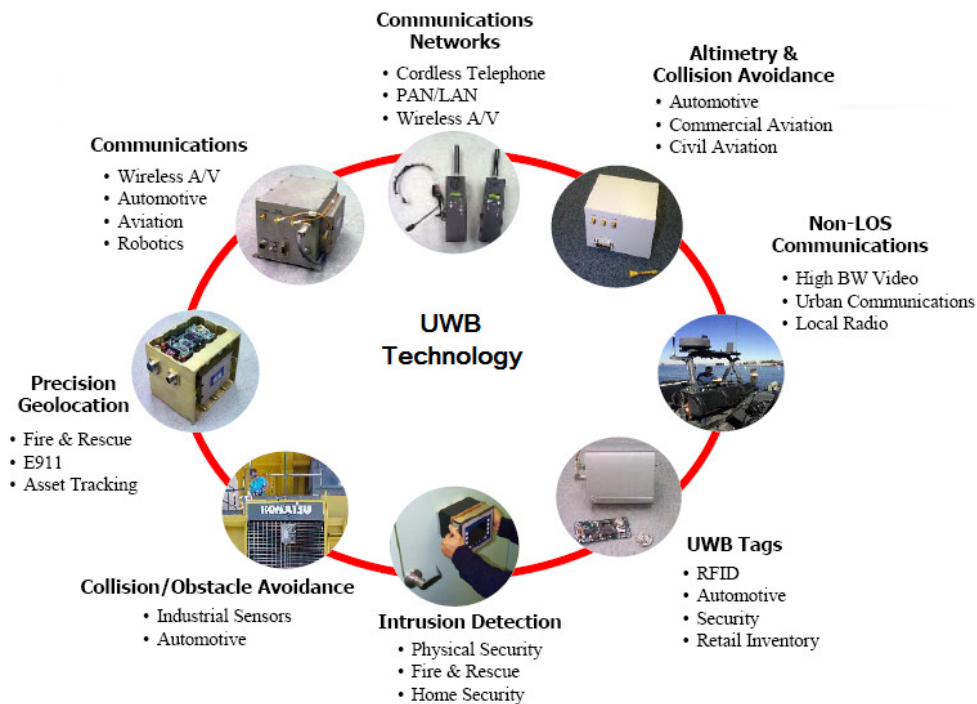 Communications
Networks
• Cordless Telephone
• PAN/LAN
• Wireless A/V
Altimetry &
Collision Avoidance
• Automotive
• Commercial Aviation
• Civil Aviation
Communications
• Wireless A/V
• Automotive
• Aviation
• Robotics
Non-LOS
Communications
• High BW Video
• Urban Communications
• Local Radio
UWB
Technology
Precision
Geolocation
• Fire & Rescue
• E911
• Asset Tracking
KOMATSU
UWB Tags
• RFID
• Automotive
• Security
• Retail Inventory
Collision/Obstacle Avoidance
• Industrial Sensors
• Automotive
Intrusion Detection
• Physical Security
• Fire & Rescue
• Home Security